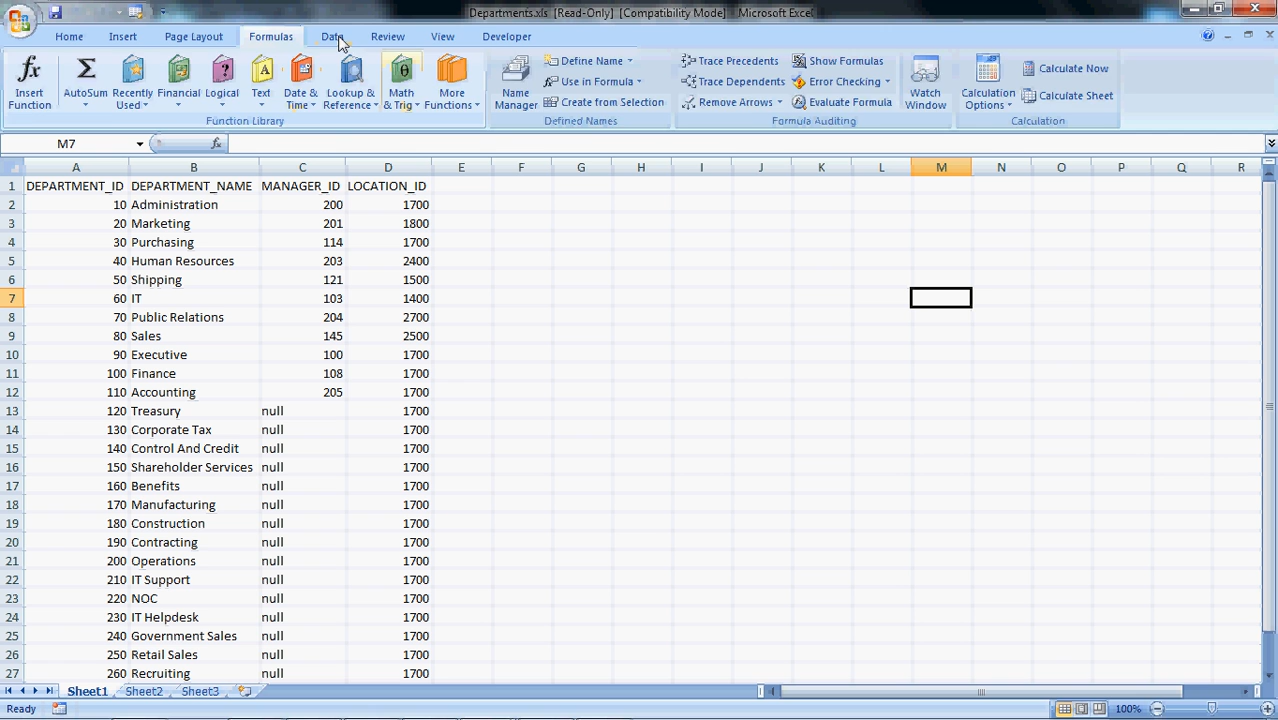 Departments.xls [Read-Only] [Compatibility Mode] - Microsoft Excel
Home Insert Page Layout Formulas Data Review View Developer
fx Σ θ
Insert Function AutoSum Recently Used Financial Logical Text Date & Time Lookup & Reference Math & Trig More Functions
Function Library
Name Manager Define Name Use in Formula Create from Selection
Defined Names
Trace Precedents Show Formulas
Trace Dependents Error Checking
Remove Arrows Evaluate Formula
Watch Window
Formula Auditing
Calculation Options Calculate Now Calculate Sheet
Calculation
M7 fx
A B C D E F G H I J K L M N O P Q R
1 DEPARTMENT_ID DEPARTMENT_NAME MANAGER_ID LOCATION_ID
2 10 Administration 200 1700
3 20 Marketing 201 1800
4 30 Purchasing 114 1700
5 40 Human Resources 203 2400
6 50 Shipping 121 1500
7 60 IT 103 1400
8 70 Public Relations 204 2700
9 80 Sales 145 2500
10 90 Executive 100 1700
11 100 Finance 108 1700
12 110 Accounting 205 1700
13 120 Treasury null 1700
14 130 Corporate Tax null 1700
15 140 Control And Credit null 1700
16 150 Shareholder Services null 1700
17 160 Benefits null 1700
18 170 Manufacturing null 1700
19 180 Construction null 1700
20 190 Contracting null 1700
21 200 Operations null 1700
22 210 IT Support null 1700
23 220 NOC null 1700
24 230 IT Helpdesk null 1700
25 240 Government Sales null 1700
26 250 Retail Sales null 1700
27 260 Recruiting null 1700
Sheet1 Sheet2 Sheet3
Ready 100%